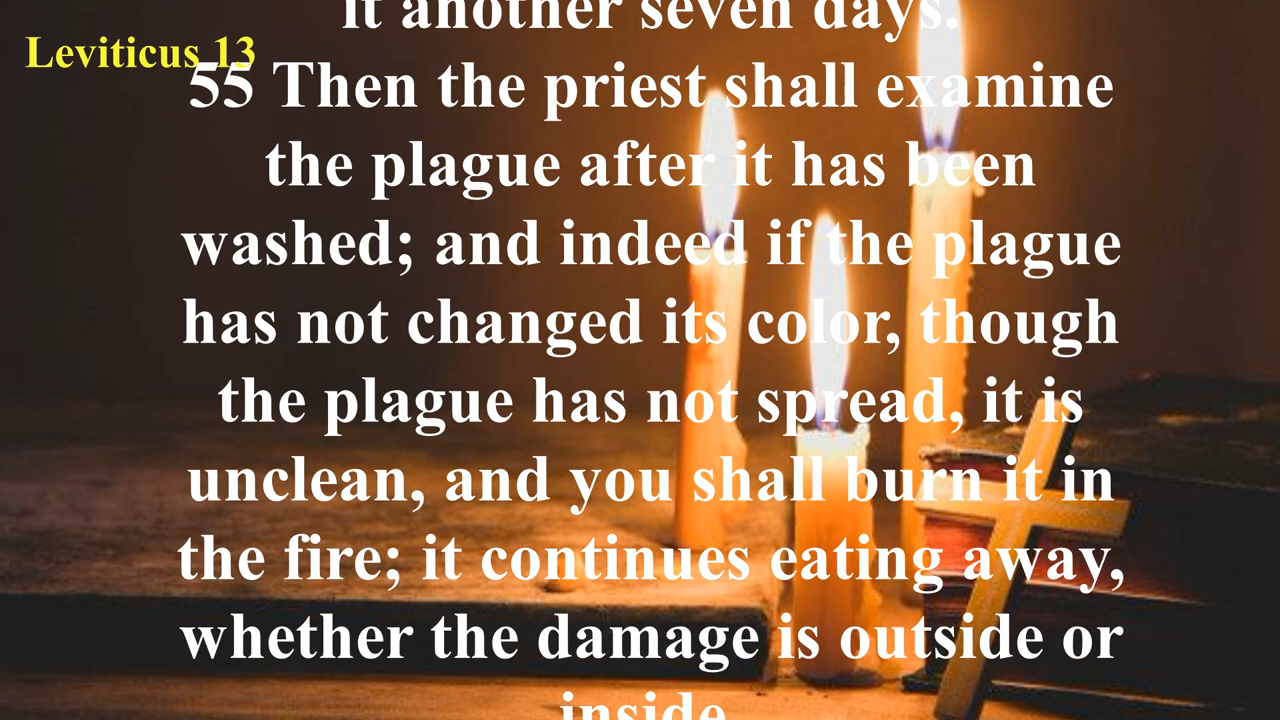 it another seven days.
Leviticus 13
55 Then the priest shall examine
the plague after it has been
washed; and indeed if the plague
has not changed its color, though
the plague has not spread, it is
unclean, and you shall burn it in
the fire; it continues eating away,
whether the damage is outside or
inside.